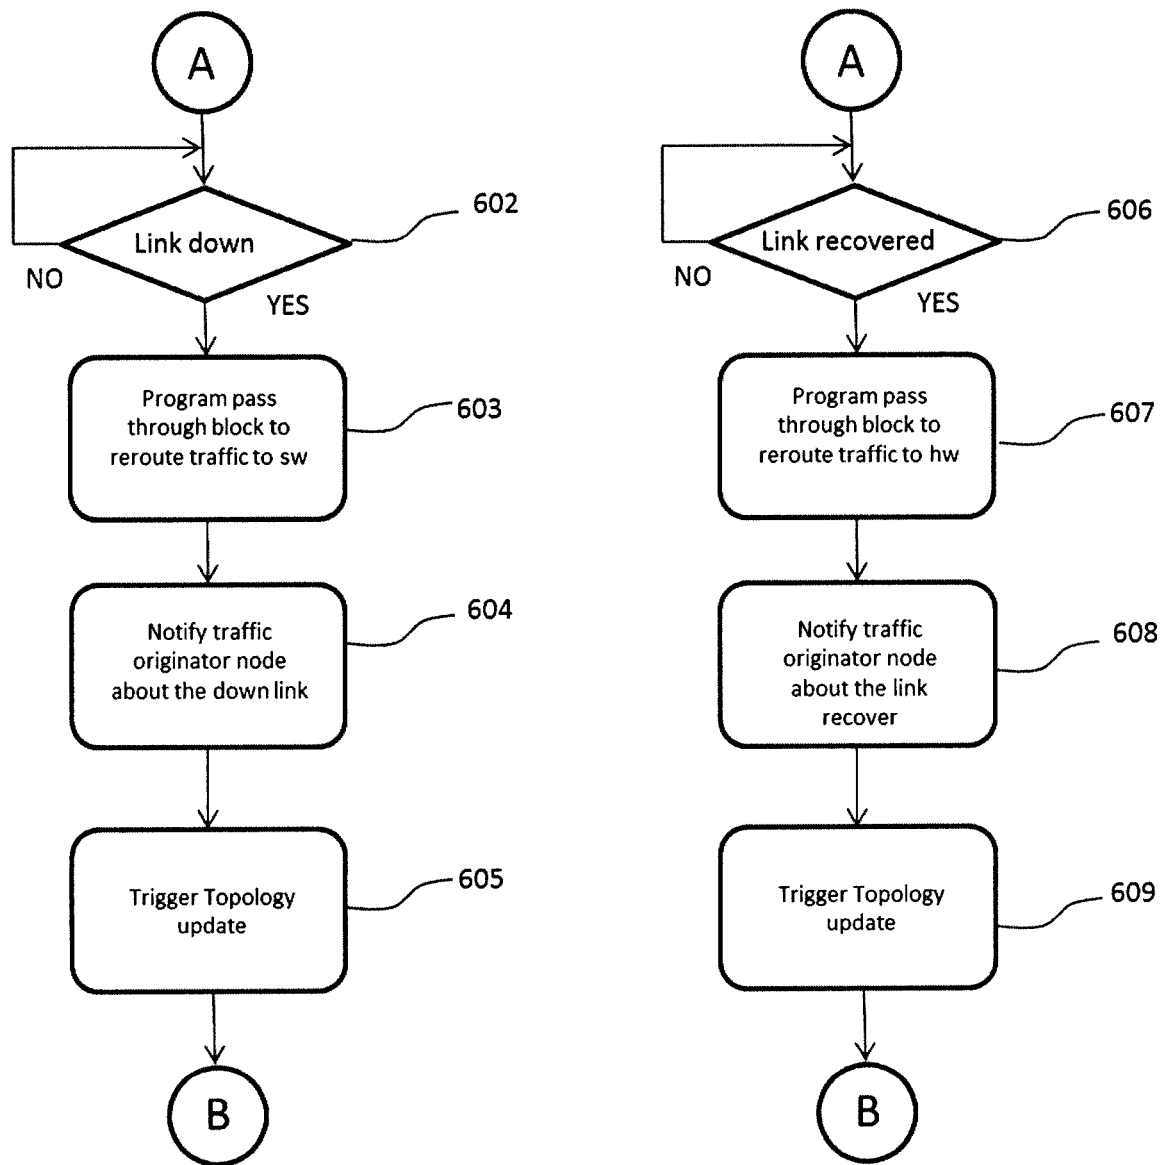 A
Link down
602
NO
YES
Program pass
through block to
reroute traffic to sw
603
Notify traffic
originator node
about the down link
604
Trigger Topology
update
605
B
A
Link recovered
606
NO
YES
Program pass
through block to
reroute traffic to hw
607
Notify traffic
originator node
about the link
recover
608
Trigger Topology
update
609
B